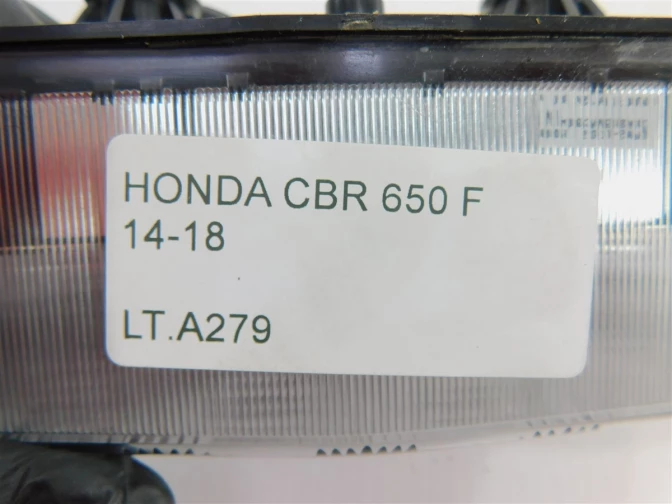 HONDA CBR 650 F
14-18
LT.A279